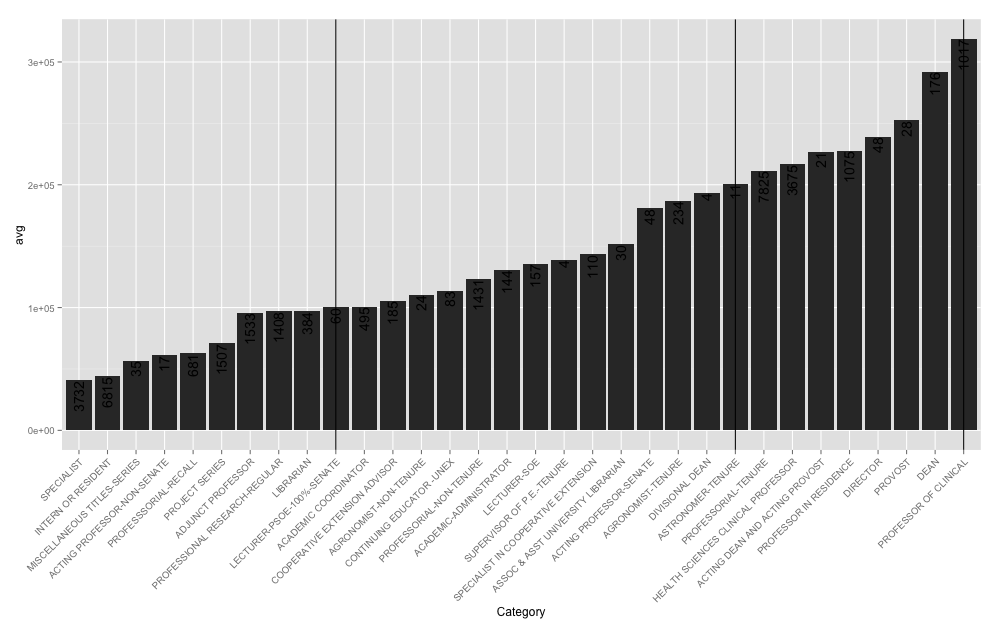 avg
3e+05
2e+05
1e+05
0e+00
3732
6815
35
17
681
1507
1533
1408
384
60
495
185
24
83
1431
144
157
4
110
30
48
234
4
11
7825
3675
21
1075
48
28
176
1017
SPECIALIST
INTERN OR RESIDENT
MISCELLANEOUS TITLES-SERIES
ACTING PROFESSOR-NON-SENATE
PROFESSORIAL-RECALL
PROJECT SERIES
ADJUNCT PROFESSOR
PROFESSIONAL RESEARCH-REGULAR
LIBRARIAN
LECTURER-PSOE-100%-SENATE
ACADEMIC COORDINATOR
COOPERATIVE EXTENSION ADVISOR
AGRONOMIST-NON-TENURE
CONTINUING EDUCATOR - UNEX
PROFESSORIAL-NON-TENURE
ACADEMIC-ADMINISTRATOR
LECTURER-SOE
SUPERVISOR OF P.E.-TENURE
SPECIALIST IN COOPERATIVE EXTENSION
ASSOC & ASST UNIVERSITY LIBRARIAN
ACTING PROFESSOR-SENATE
AGRONOMIST-TENURE
DIVISIONAL DEAN
ASTRONOMER-TENURE
PROFESSORIAL-TENURE
HEALTH SCIENCES CLINICAL PROFESSOR
ACTING DEAN AND ACTING PROVOST
PROFESSOR IN RESIDENCE
DIRECTOR
PROVOST
DEAN
PROFESSOR OF CLINICAL
Category